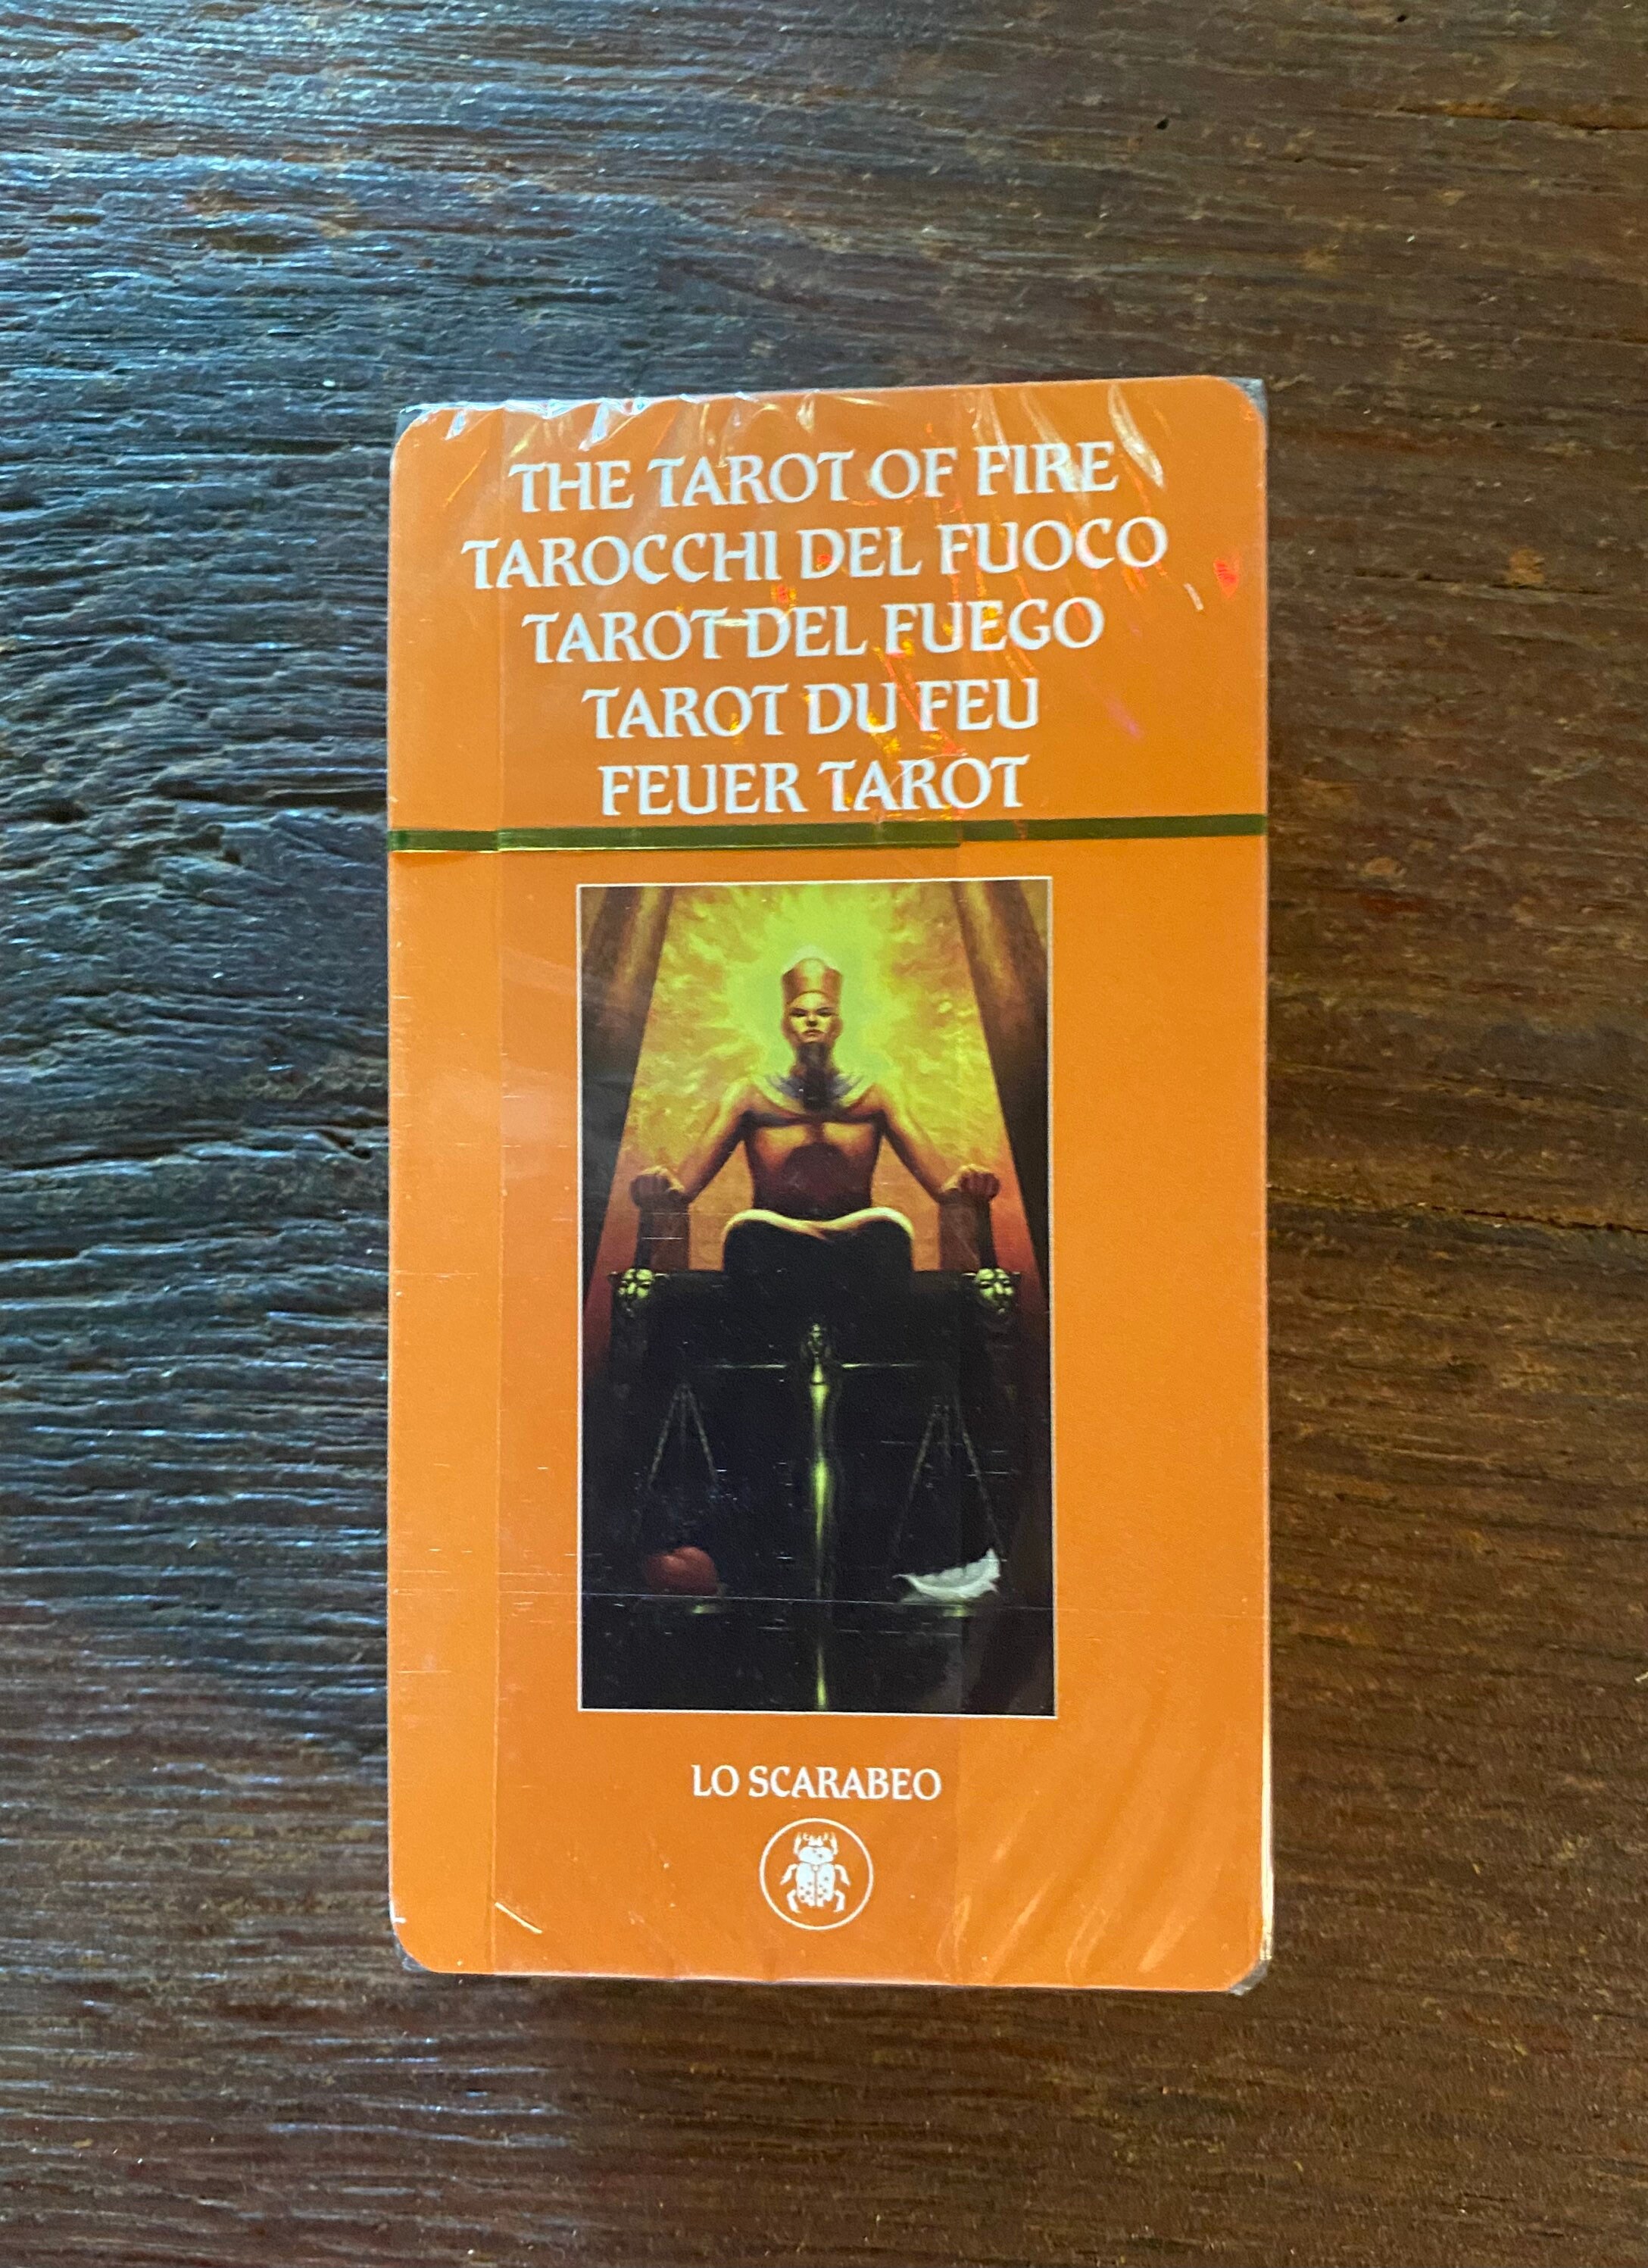 THE TAROT OF FIRE
TAROCCHI DEL FUOCO
TAROT DEL FUEGO
TAROT DU FEU
FEUER TAROT
LO SCARABEO